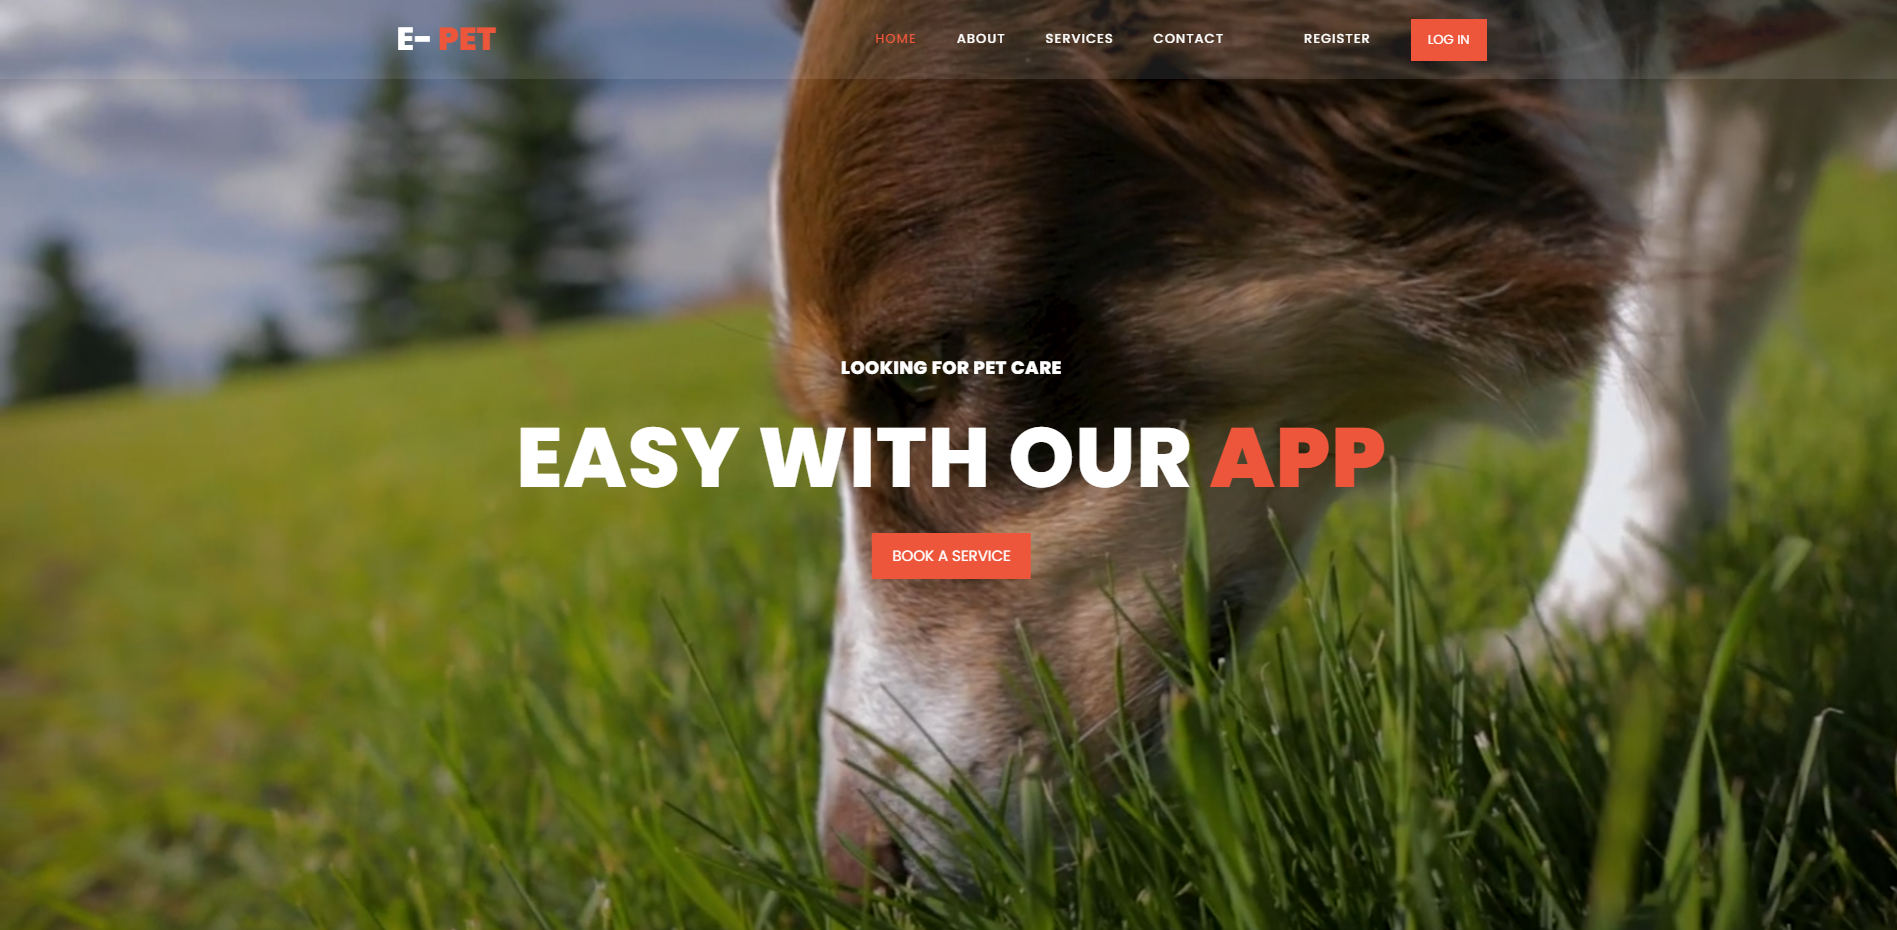 E- PET
HOME ABOUT SERVICES CONTACT REGISTER LOG IN
LOOKING FOR PET CARE
EASY WITH OUR APP
BOOK A SERVICE